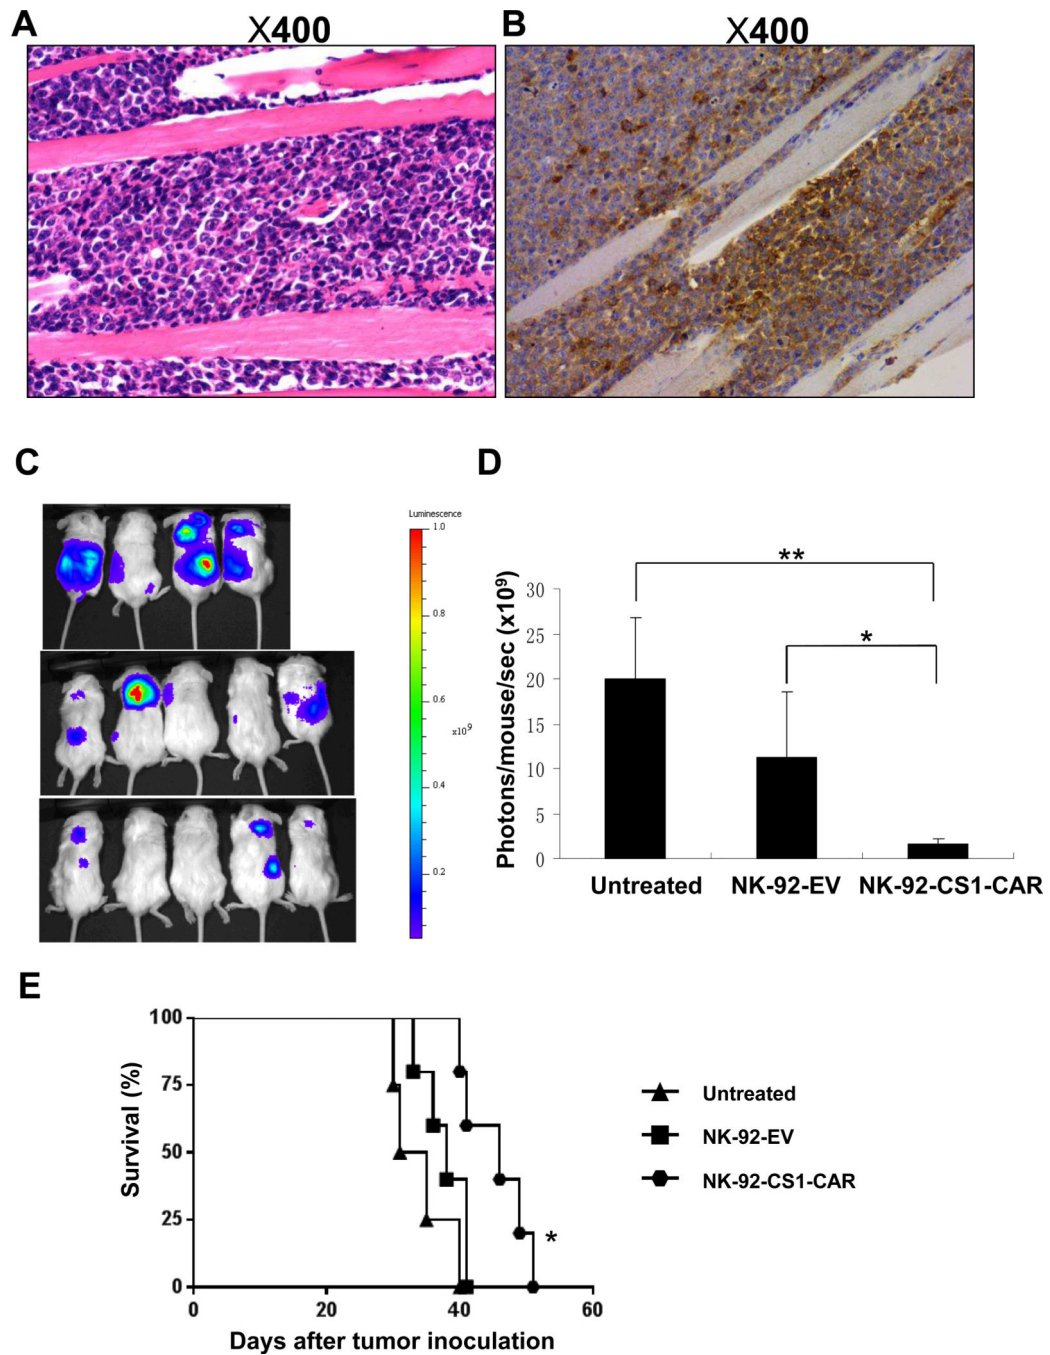 A
X400
B
X400
C
Luminescence
1.0
0.8
0.6
x10⁹
0.4
0.2
D
Photons/mouse/sec (x10⁹)
30
25
20
15
10
5
0
**
*
Untreated
NK-92-EV
NK-92-CS1-CAR
E
Survival (%)
100
75
50
25
0
*
0
20
40
60
Days after tumor inoculation
Untreated
NK-92-EV
NK-92-CS1-CAR